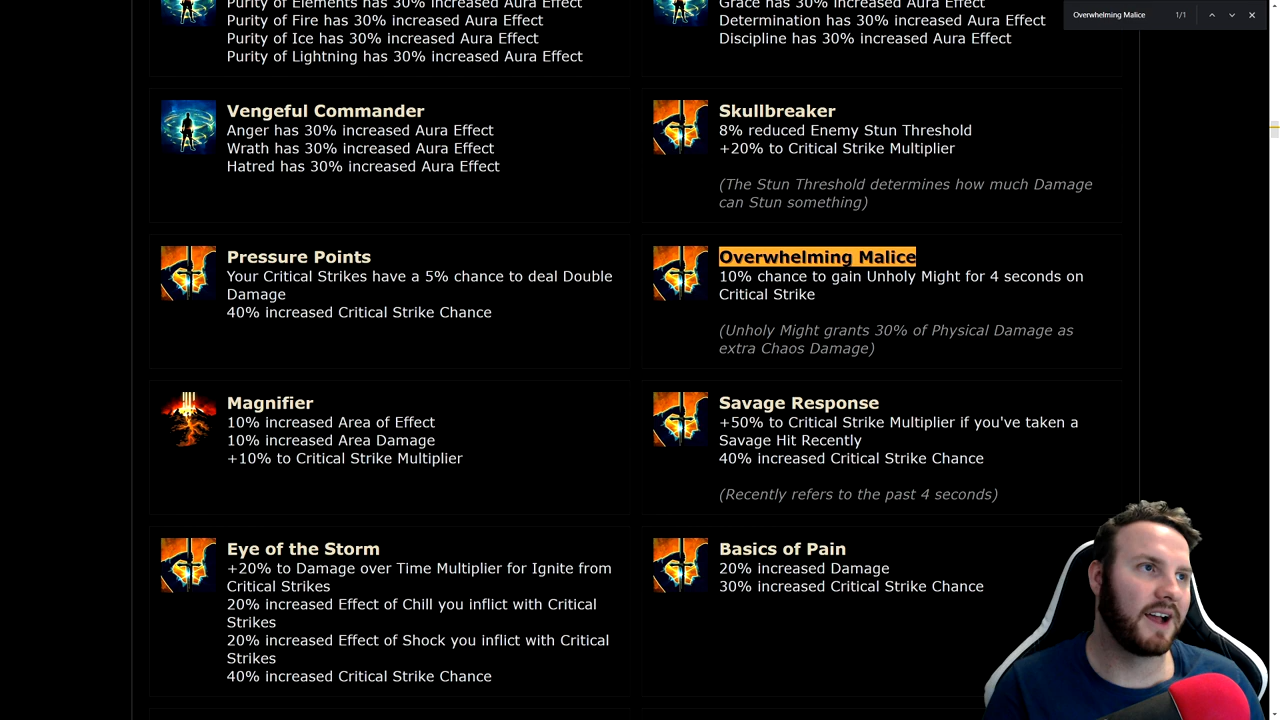 Overwhelming Malice 1/1
Purity of Elements has 30% increased Aura Effect
Purity of Fire has 30% increased Aura Effect
Purity of Ice has 30% increased Aura Effect
Purity of Lightning has 30% increased Aura Effect
Grace has 30% increased Aura Effect
Determination has 30% increased Aura Effect
Discipline has 30% increased Aura Effect
Vengeful Commander
Anger has 30% increased Aura Effect
Wrath has 30% increased Aura Effect
Hatred has 30% increased Aura Effect
Skullbreaker
8% reduced Enemy Stun Threshold
+20% to Critical Strike Multiplier
(The Stun Threshold determines how much Damage
can Stun something)
Pressure Points
Your Critical Strikes have a 5% chance to deal Double
Damage
40% increased Critical Strike Chance
Overwhelming Malice
10% chance to gain Unholy Might for 4 seconds on
Critical Strike
(Unholy Might grants 30% of Physical Damage as
extra Chaos Damage)
Magnifier
10% increased Area of Effect
10% increased Area Damage
+10% to Critical Strike Multiplier
Savage Response
+50% to Critical Strike Multiplier if you've taken a
Savage Hit Recently
40% increased Critical Strike Chance
(Recently refers to the past 4 seconds)
Eye of the Storm
+20% to Damage over Time Multiplier for Ignite from
Critical Strikes
20% increased Effect of Chill you inflict with Critical
Strikes
20% increased Effect of Shock you inflict with Critical
Strikes
40% increased Critical Strike Chance
Basics of Pain
20% increased Damage
30% increased Critical Strike Chance